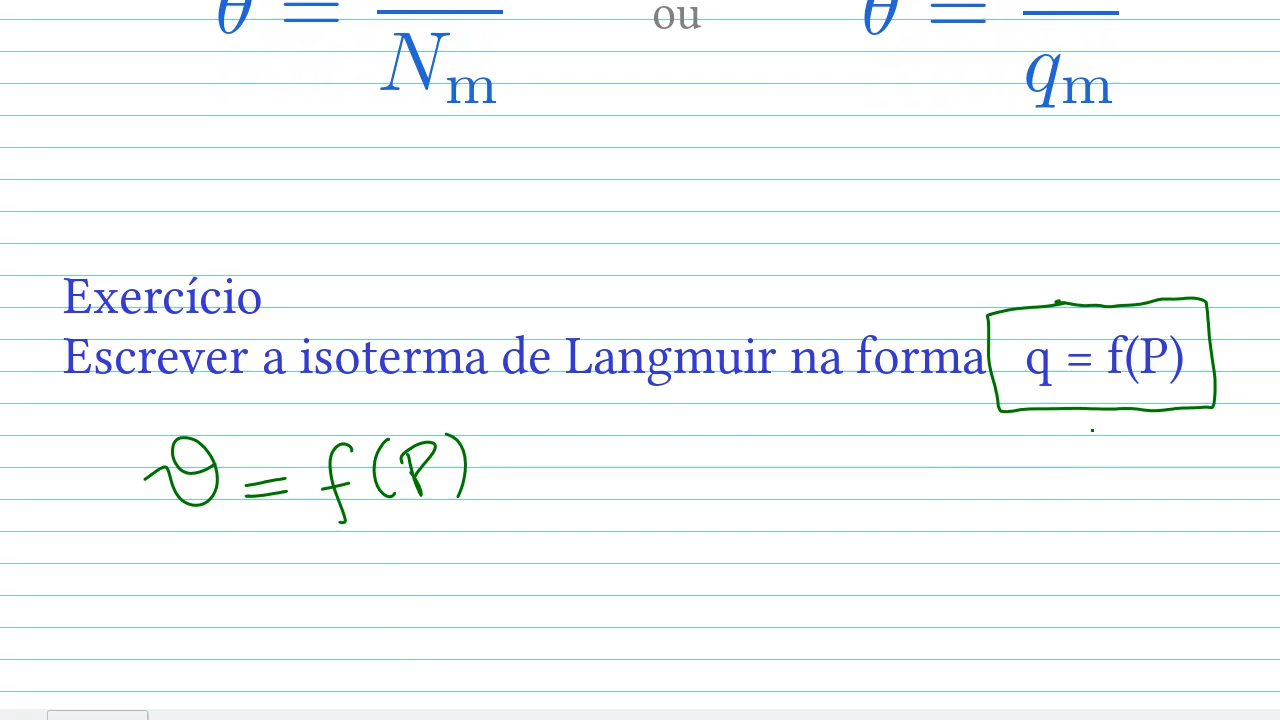 θ = / N_m ou θ = / q_m
Exercício
Escrever a isoterma de Langmuir na forma q = f(P)
ϑ = f(P)